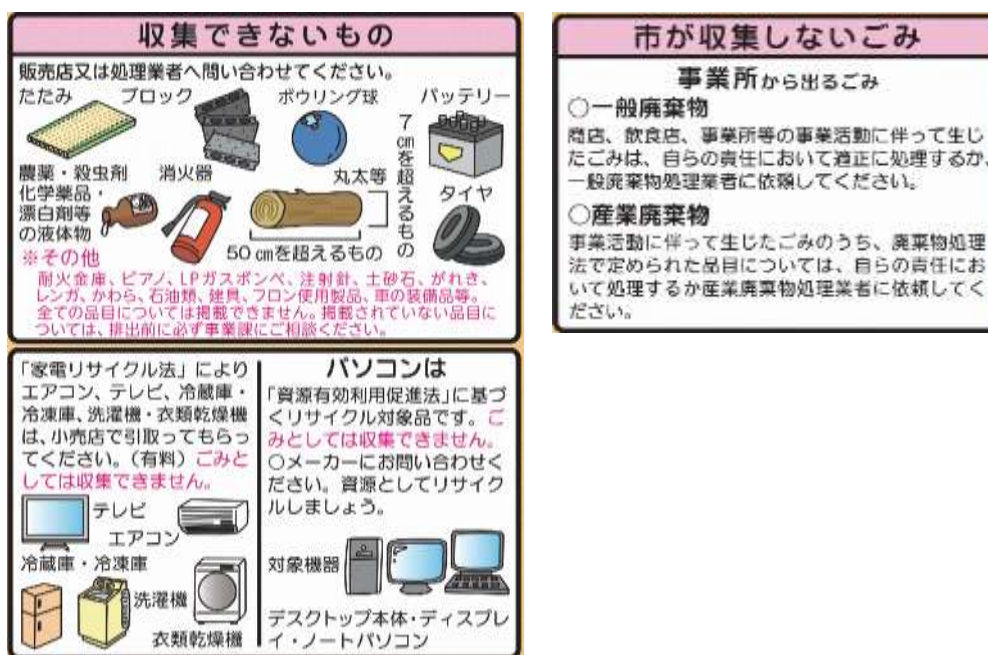 収集できないもの
販売店又は処理業者へ問い合わせてください。
たたみ
ブロック
ボウリング球
バッテリー
農薬・殺虫剤
化学薬品・
漂白剤等
の液体物
消火器
丸太等
7cmを超えるもの
50cmを超えるもの
タイヤ
※その他
耐火金庫、ピアノ、LPガスボンベ、注射針、土砂石、がれき、
レンガ、かわら、石油類、建具、フロン使用製品、車の装備品等。
全ての品目については掲載できません。掲載されていない品目に
ついては、排出前に必ず事業課にご相談ください。
「家電リサイクル法」により
エアコン、テレビ、冷蔵庫・
冷凍庫、洗濯機・衣類乾燥機
は、小売店で引取ってもらっ
てください。(有料)ごみと
しては収集できません。
テレビ
エアコン
冷蔵庫・冷凍庫
洗濯機
衣類乾燥機
パソコンは
「資源有効利用促進法」に基づ
くリサイクル対象品です。ご
みとしては収集できません。
○メーカーにお問い合わせく
ださい。資源としてリサイク
ルしましょう。
対象機器
デスクトップ本体・ディスプレ
イ・ノートパソコン
市が収集しないごみ
事業所から出るごみ
○一般廃棄物
商店、飲食店、事業所等の事業活動に伴って生じ
たごみは、自らの責任において適正に処理するか、
一般廃棄物処理業者に依頼してください。
○産業廃棄物
事業活動に伴って生じたごみのうち、廃棄物処理
法で定められた品目については、自らの責任にお
いて処理するか産業廃棄物処理業者に依頼してく
ださい。